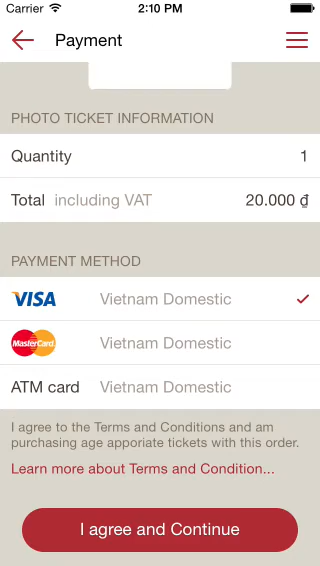 Carrier 2:10 PM
Payment
PHOTO TICKET INFORMATION
Quantity 1
Total including VAT 20.000 ₫
PAYMENT METHOD
VISA Vietnam Domestic
MasterCard Vietnam Domestic
ATM card Vietnam Domestic
I agree to the Terms and Conditions and am
purchasing age apporiate tickets with this order.
Learn more about Terms and Condition...
I agree and Continue